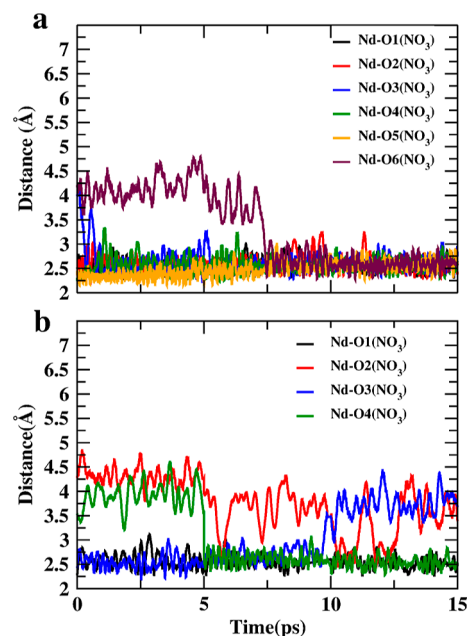 a
Nd-O1(NO3)
Nd-O2(NO3)
Nd-O3(NO3)
Nd-O4(NO3)
Nd-O5(NO3)
Nd-O6(NO3)
Distance (Å)
7
6.5
6
5.5
5
4.5
4
3.5
3
2.5
2
b
Nd-O1(NO3)
Nd-O2(NO3)
Nd-O3(NO3)
Nd-O4(NO3)
Distance(Å)
7
6.5
6
5.5
5
4.5
4
3.5
3
2.5
2
0 5 10 15
Time(ps)